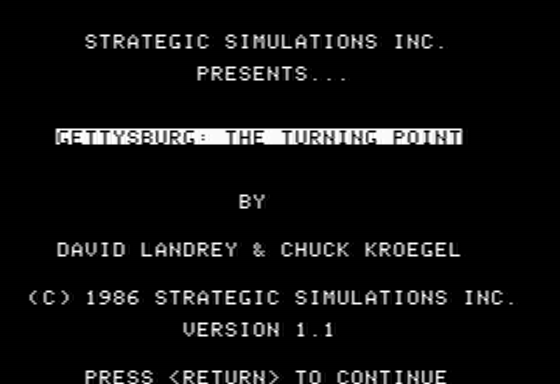 STRATEGIC SIMULATIONS INC.
PRESENTS...
GETTYSBURG: THE TURNING POINT
BY
DAVID LANDREY & CHUCK KROEGEL
(C) 1986 STRATEGIC SIMULATIONS INC.
VERSION 1.1
PRESS <RETURN> TO CONTINUE